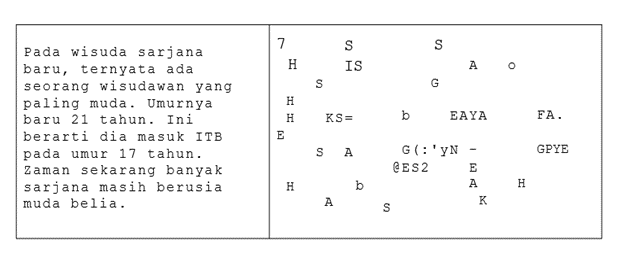 Pada wisuda sarjana
baru, ternyata ada
seorang wisudawan yang
paling muda. Umurnya
baru 21 tahun. Ini
berarti dia masuk ITB
pada umur 17 tahun.
Zaman sekarang banyak
sarjana masih berusia
muda belia.
7 S S
H IS A o
S G
H
H KS= b EAYA FA.
E
S A G(:'yN - GPYE
@ES2 E
H b A H
A S K